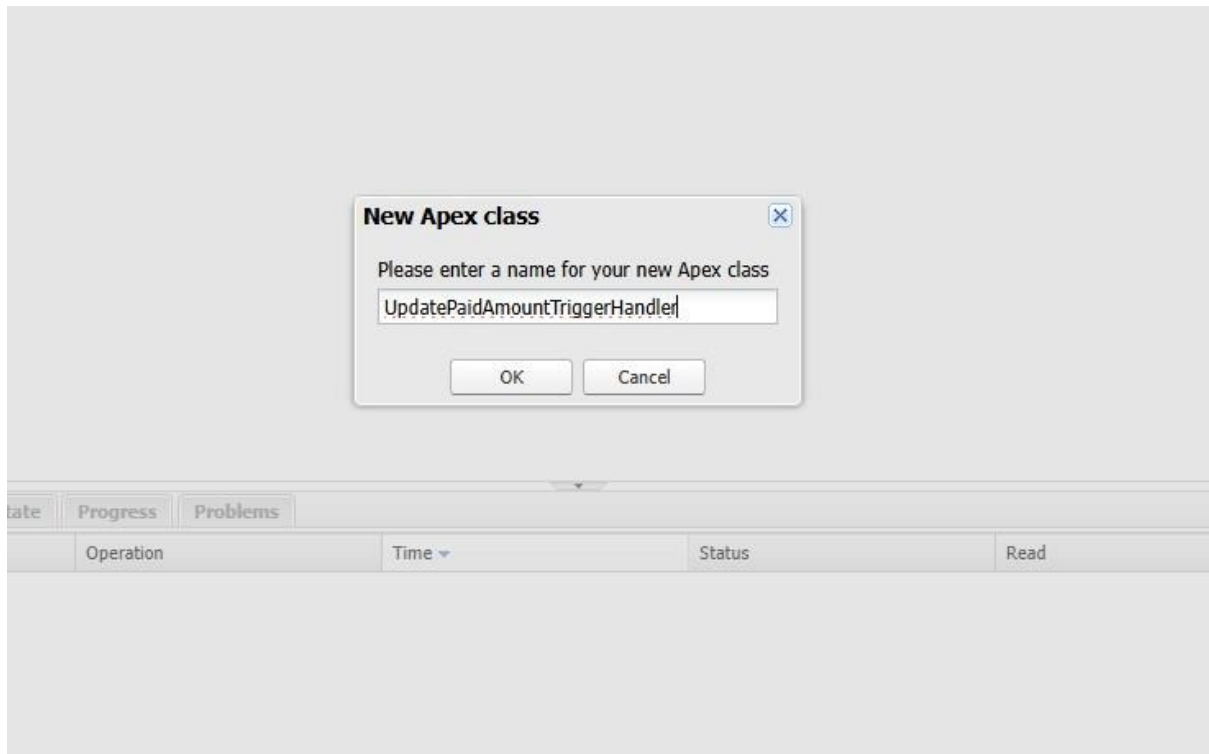 New Apex class
Please enter a name for your new Apex class
UpdatePaidAmountTriggerHandler
OK Cancel
tate Progress Problems
Operation Time Status Read